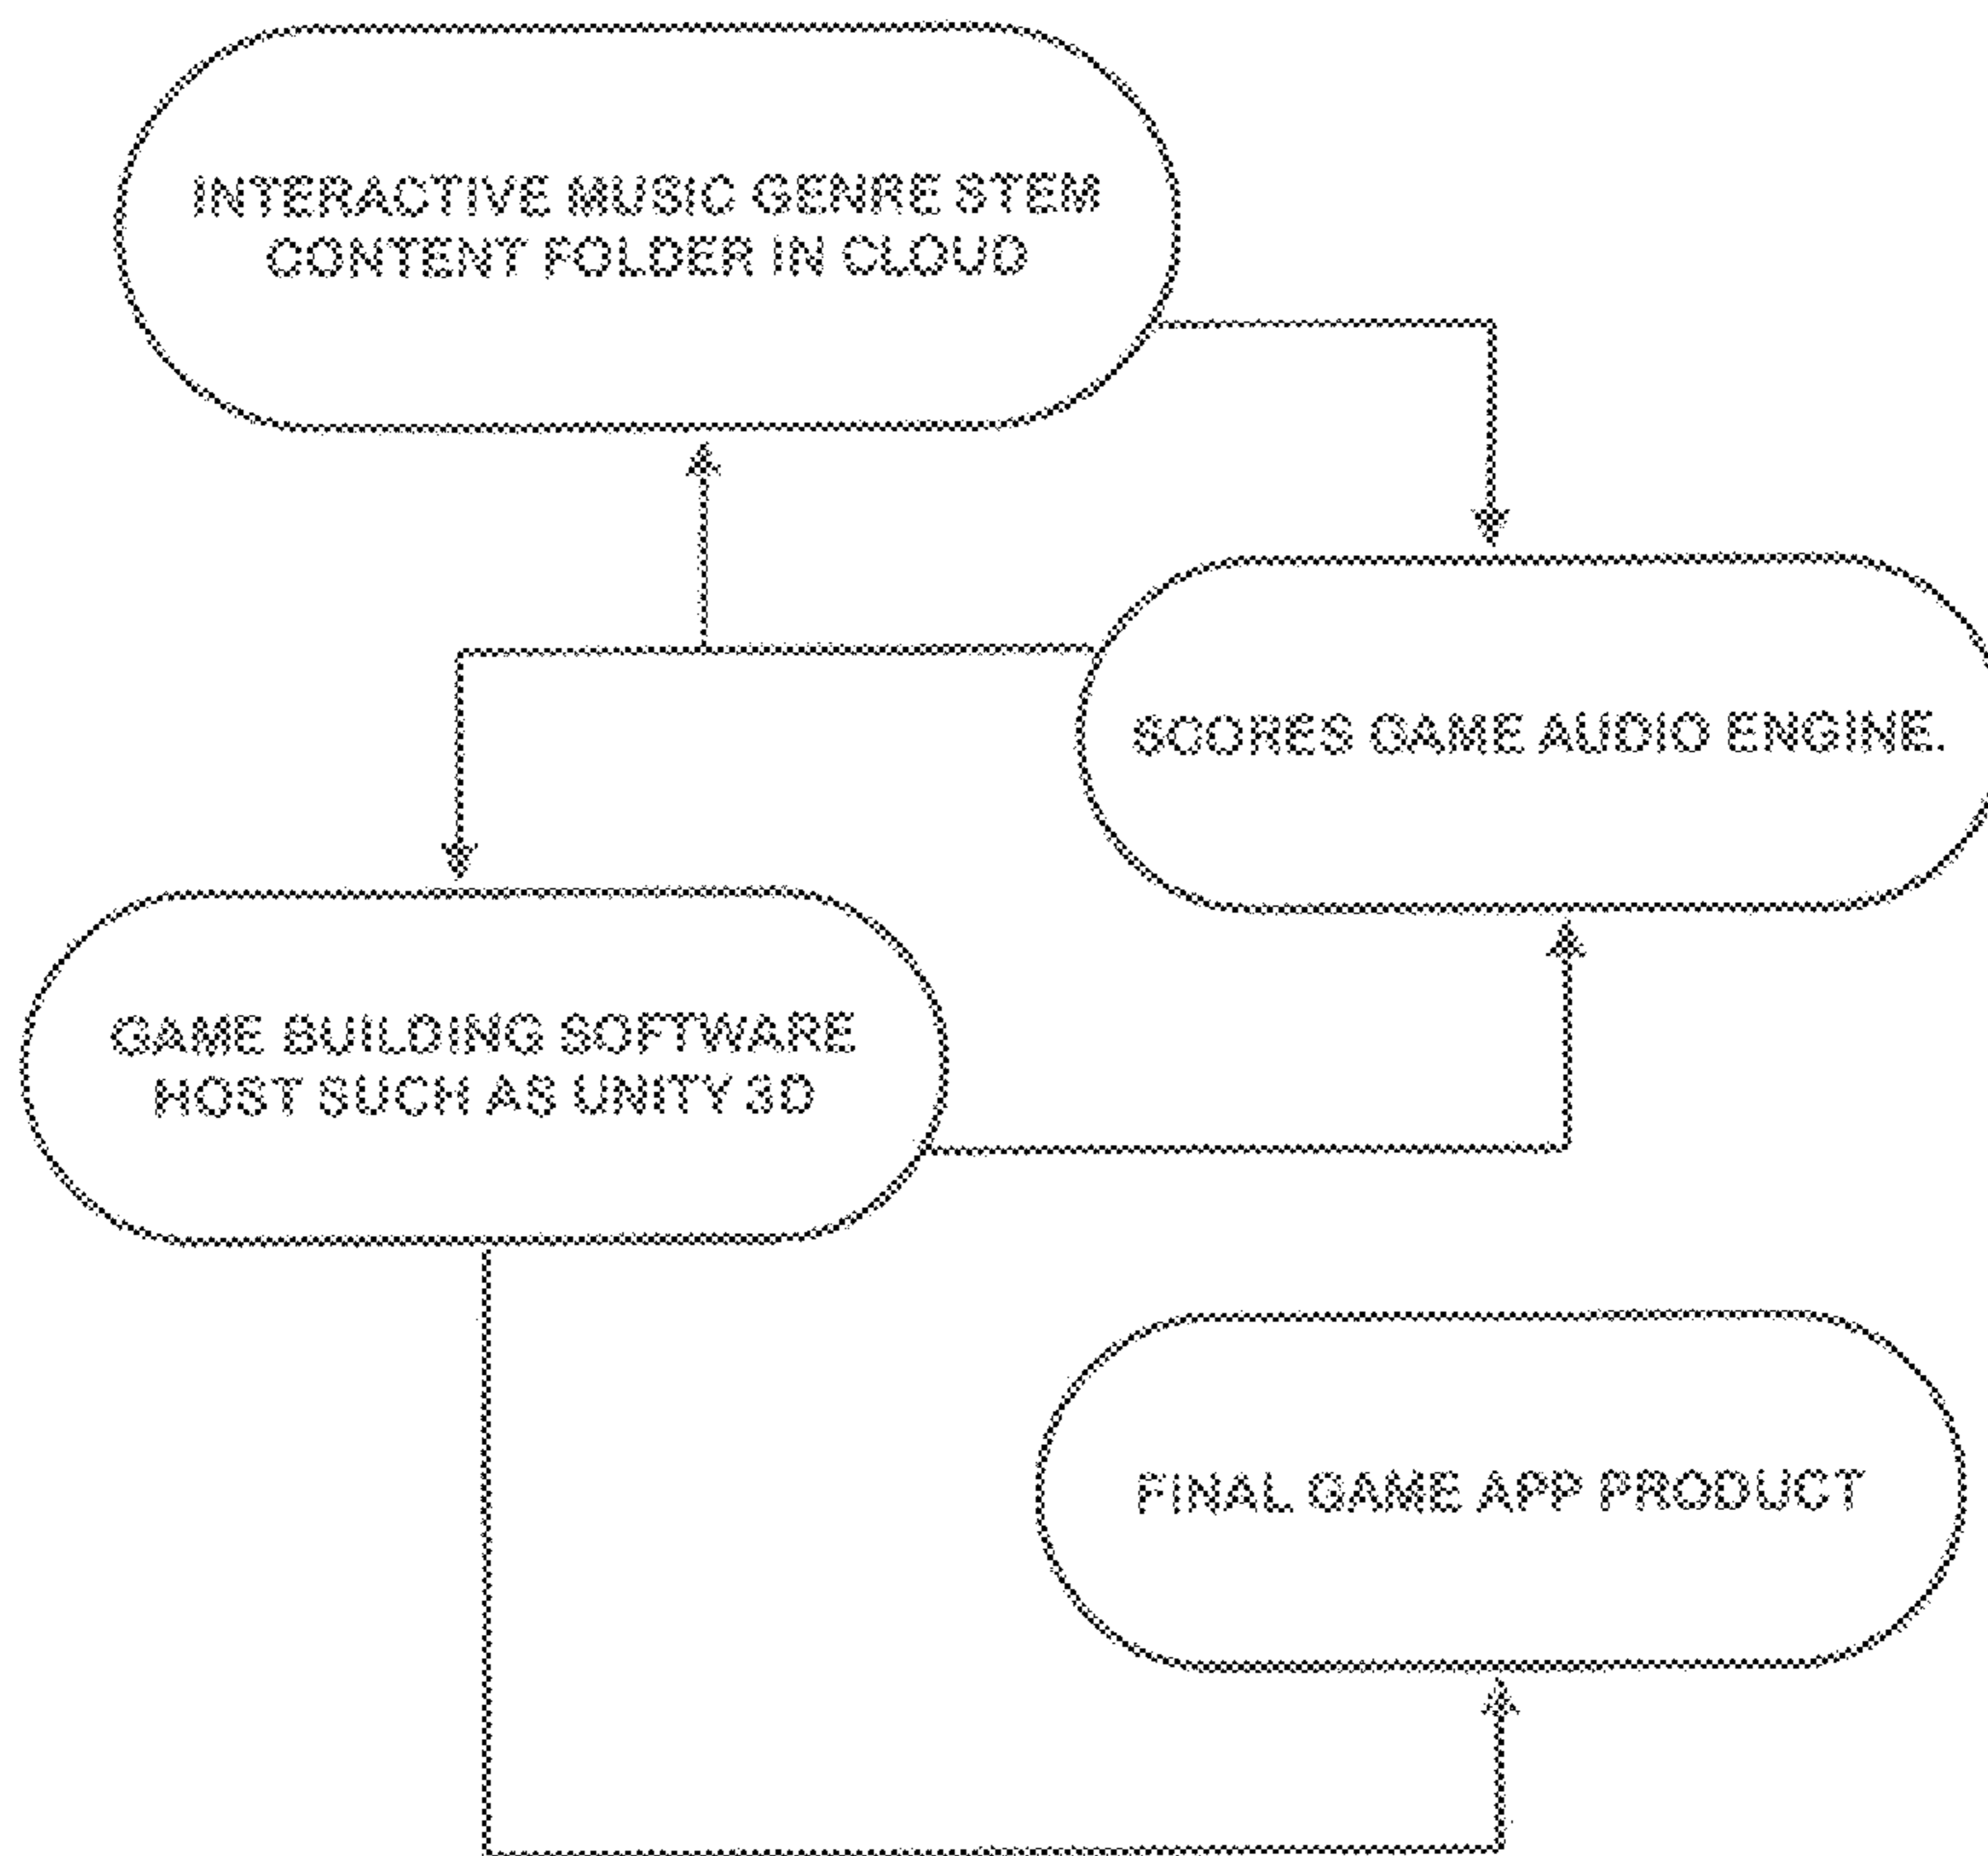 INTERACTIVE MUSIC GENRE STEM
CONTENT FOLDER IN CLOUD
SCORES GAME AUDIO ENGINE.
GAME BUILDING SOFTWARE
HOST SUCH AS UNITY 3D
FINAL GAME APP PRODUCT